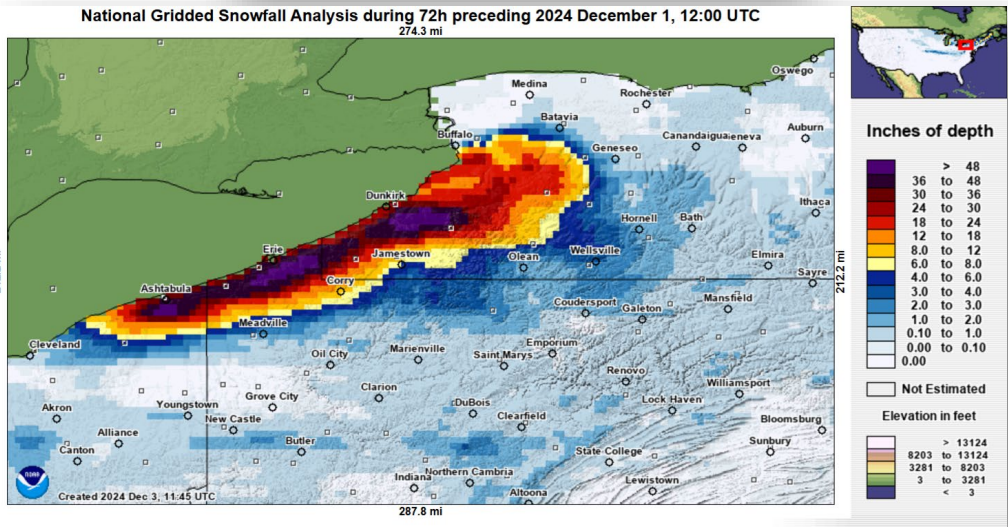 National Gridded Snowfall Analysis during 72h preceding 2024 December 1, 12:00 UTC
274.3 mi
Oswego
Medina
Rochester
Batavia
Buffalo
Canandaigua
eneva
Auburn
Geneseo
Dunkirk
Ithaca
Hornell
Bath
Erie
Jamestown
Wellsville
Olean
Elmira
Sayre
212.2 mi
Ashtabula
Corry
Coudersport
Galeton
Mansfield
Meadville
Cleveland
Oil City
Marienville
Saint Marys
Emporium
Renovo
Williamsport
Clarion
Grove City
Akron
Youngstown
New Castle
DuBois
Lock Haven
Clearfield
Bloomsburg
Alliance
Canton
Butler
State College
Sunbury
Indiana
Northern Cambria
Lewistown
Altoona
NOAA
Created 2024 Dec 3, 11:45 UTC
287.8 mi
Inches of depth
> 48
36 to 48
30 to 36
24 to 30
18 to 24
12 to 18
8.0 to 12
6.0 to 8.0
4.0 to 6.0
3.0 to 4.0
2.0 to 3.0
1.0 to 2.0
0.10 to 1.0
0.00 to 0.10
0.00
Not Estimated
Elevation in feet
> 13124
8203 to 13124
3281 to 8203
3 to 3281
< 3